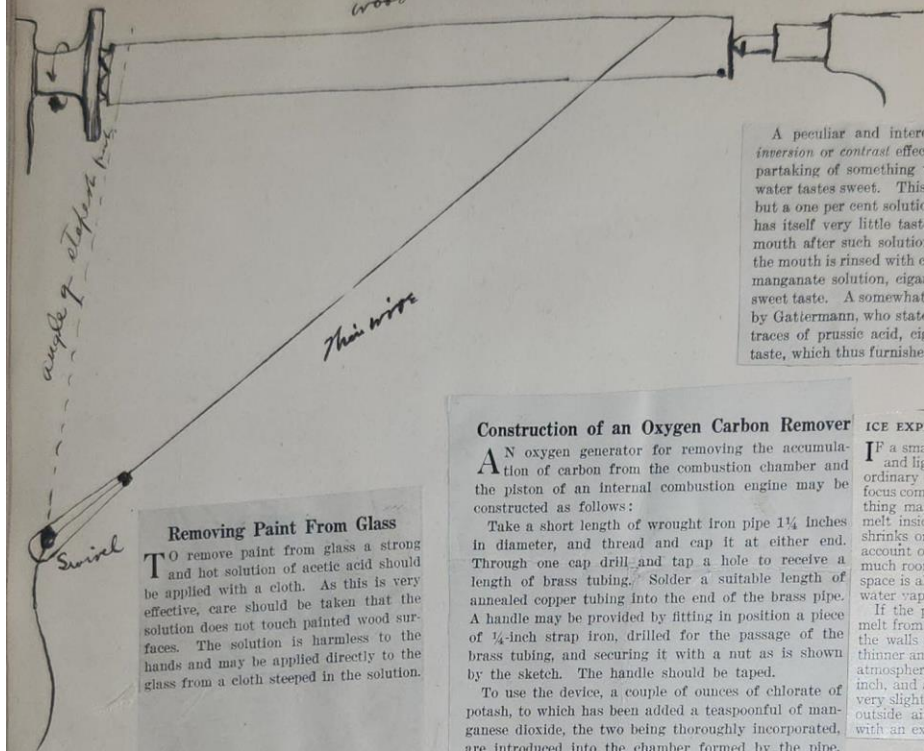 wood
angle of
Thin wire
Swivel
A peculiar and inter
inversion or contrast effec
partaking of something
water tastes sweet. This
but a one per cent solutio
has itself very little tast
mouth after such solution
the mouth is rinsed with
manganate solution, cigar
sweet taste. A somewhat
by Gattermann, who state
traces of prussic acid, cig
taste, which thus furnishe
Removing Paint From Glass
TO remove paint from glass a strong
and hot solution of acetic acid should
be applied with a cloth. As this is very
effective, care should be taken that the
solution does not touch painted wood sur-
faces. The solution is harmless to the
hands and may be applied directly to the
glass from a cloth steeped in the solution.
Construction of an Oxygen Carbon Remover
AN oxygen generator for removing the accumula-
tion of carbon from the combustion chamber and
the piston of an internal combustion engine may be
constructed as follows:
Take a short length of wrought iron pipe 1¼ inches
in diameter, and thread and cap it at either end.
Through one cap drill and tap a hole to receive a
length of brass tubing. Solder a suitable length of
annealed copper tubing into the end of the brass pipe.
A handle may be provided by fitting in position a piece
of ¼-inch strap iron, drilled for the passage of the
brass tubing, and securing it with a nut as is shown
by the sketch. The handle should be taped.
To use the device, a couple of ounces of chlorate of
potash, to which has been added a teaspoonful of man-
ganese dioxide, the two being thoroughly incorporated,
are introduced into the chamber formed by the pipe.
ICE EXP
IF a sma
and lig
ordinary
focus com
thing ma
melt insi
shrinks o
account o
much roo
space is a
water vap
If the
melt from
the walls
thinner an
atmospher
inch, and
very slight
outside ai
with an ex